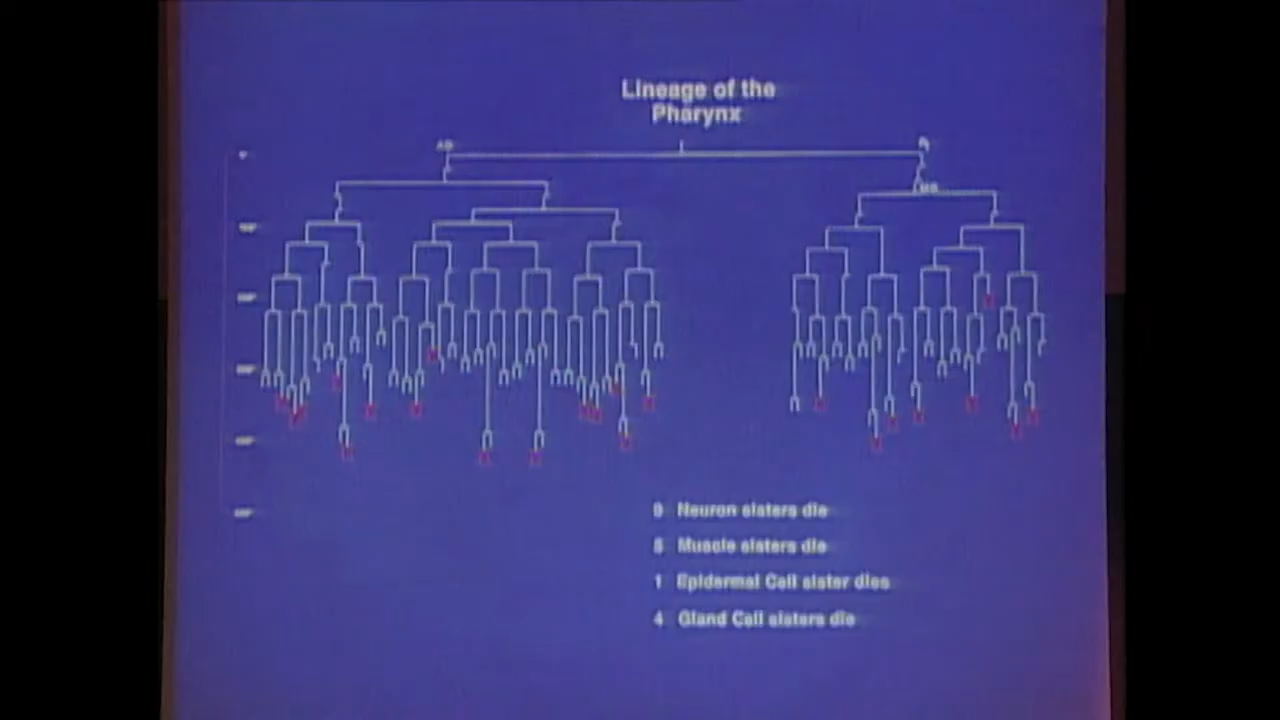 Lineage of the
Pharynx
AB
MS
9 Neuron sisters die
Muscle sisters die
1 Epidermal Cell sister dies
4 Gland Cell sisters die